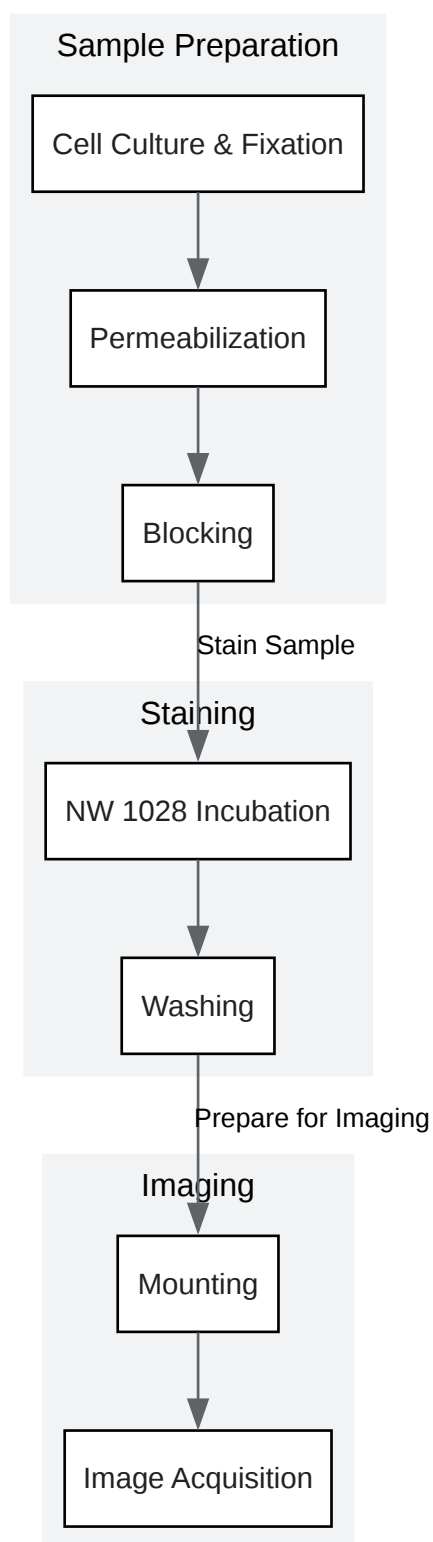 Sample Preparation
Cell Culture & Fixation
Permeabilization
Blocking
Stain Sample
Staining
NW 1028 Incubation
Washing
Prepare for Imaging
Imaging
Mounting
Image Acquisition